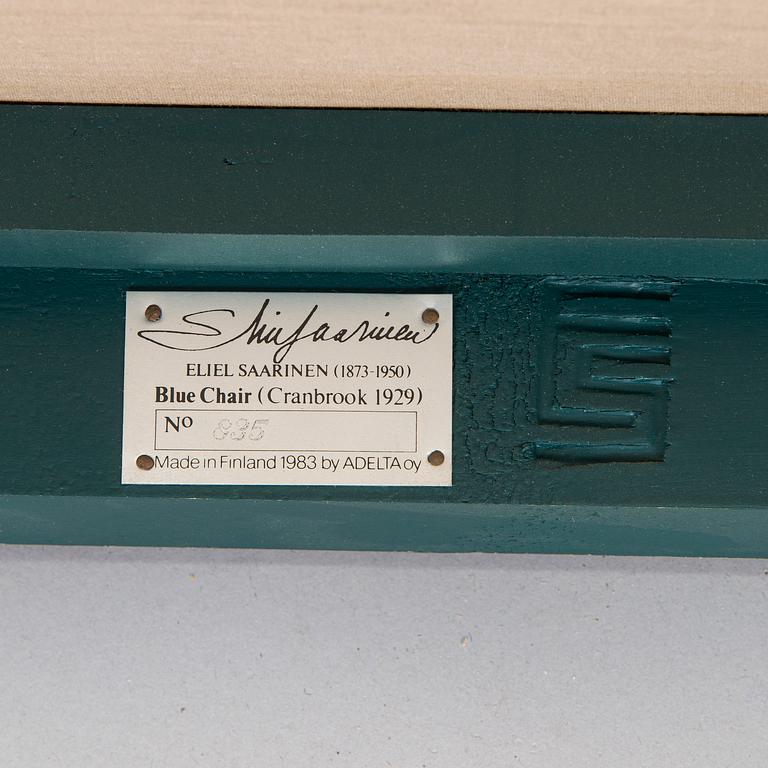 Eliel Saarinen
ELIEL SAARINEN (1873-1950)
Blue Chair (Cranbrook 1929)
No 835
Made in Finland 1983 by ADELTA oy
ES